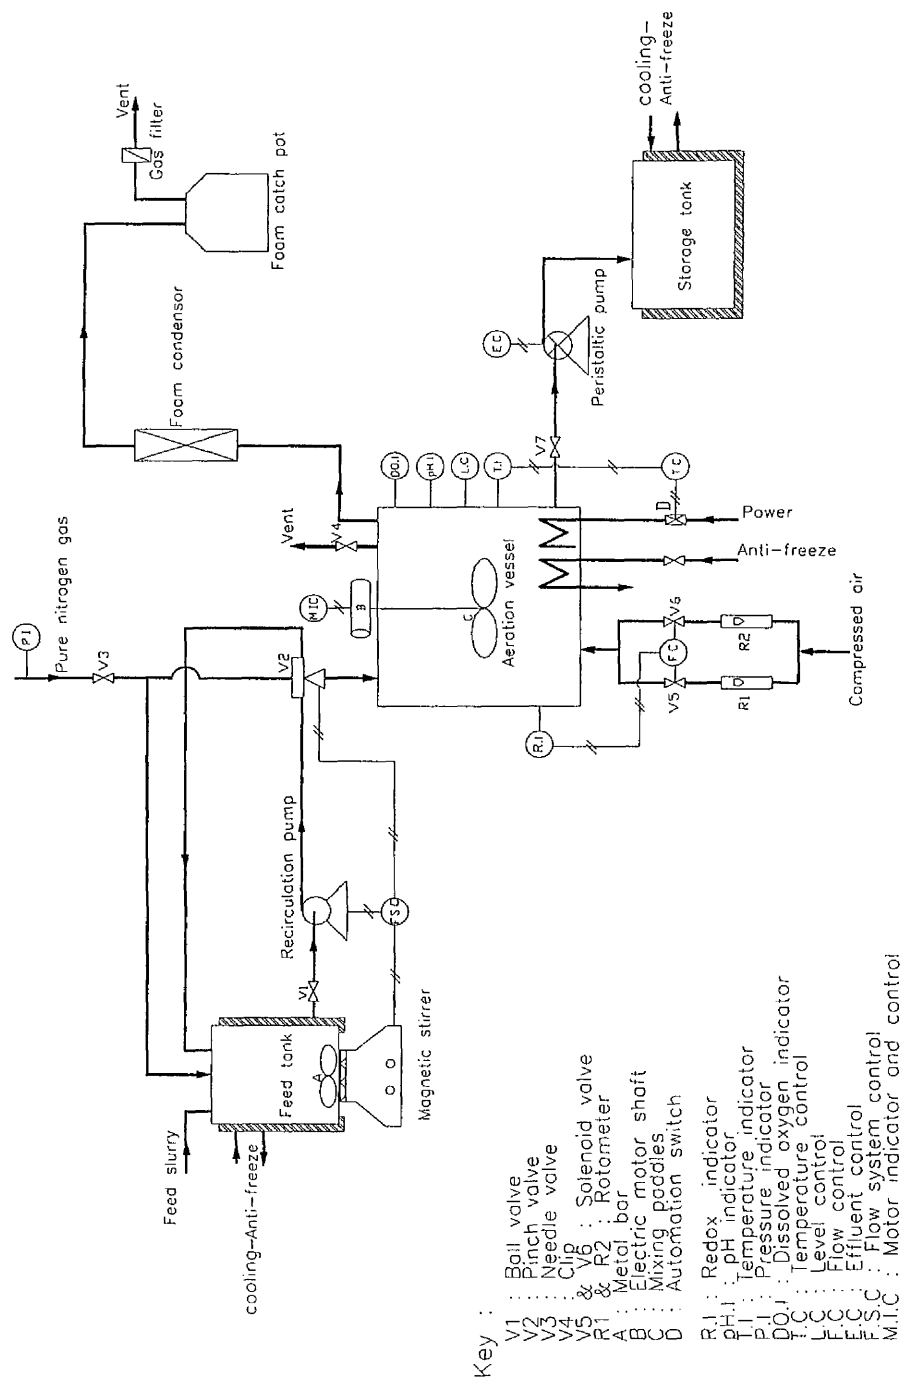 P.I
Pure nitrogen gas
V3
Vent
Gas filter
Foam catch pot
Foam condensor
Vent
V4
V2
M.I.C
B
C
Aeration vessel
DO.I
pH.I
L.C
T.I
R.I
T.C
D
Power
Anti-freeze
V7
E.C
Peristaltic pump
Storage tank
cooling-
Anti-freeze
V5
V6
F.C
R1
R2
Compressed air
Recirculation pump
V1
Feed tank
A
Magnetic stirrer
Feed slurry
cooling-Anti-freeze
Key :
V1 : Ball valve
V2 : Pinch valve
V3 : Needle valve
V4 : Clip
V5 & V6 : Solenoid valve
R1 & R2 : Rotometer
A : Metal bar
B : Electric motor shaft
C : Mixing paddles
D : Automation switch
R.I : Redox indicator
pH.I : pH indicator
T.I : Temperature indicator
P.I : Pressure indicator
DO.I : Dissolved oxygen indicator
T.C : Temperature control
L.C : Level control
F.C : Flow control
E.C : Effluent control
F.S.C : Flow system control
M.I.C : Motor indicator and control